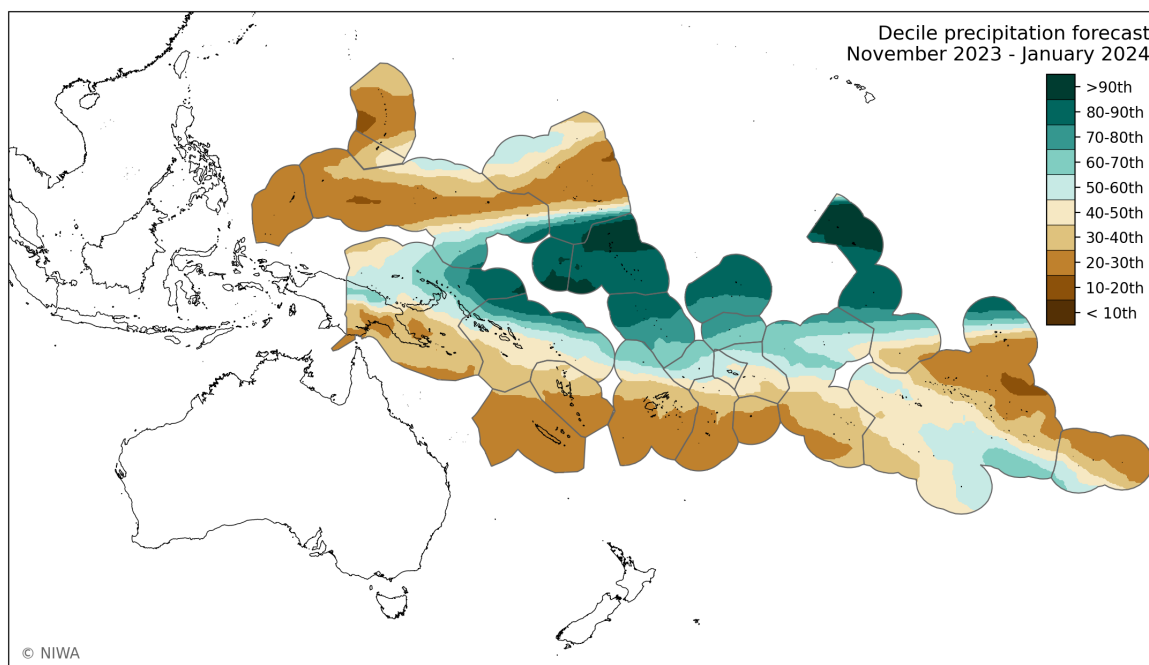 Decile precipitation forecast
November 2023 - January 2024
>90th
80-90th
70-80th
60-70th
50-60th
40-50th
30-40th
20-30th
10-20th
< 10th
© NIWA